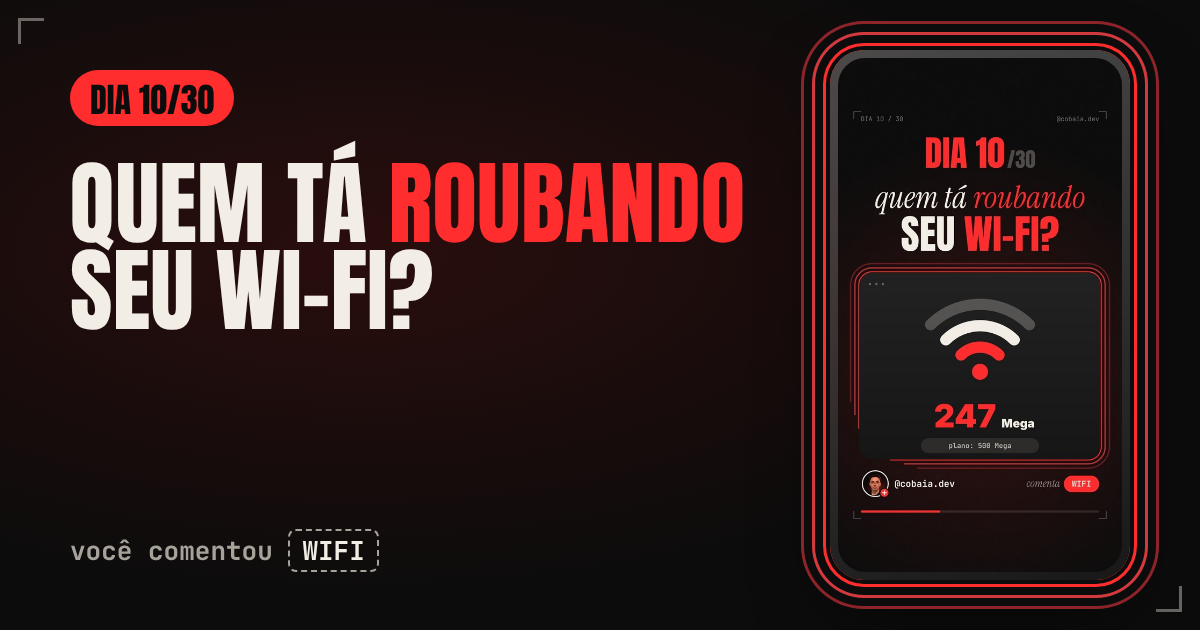 DIA 10/30
QUEM TÁ ROUBANDO
SEU WI-FI?
você comentou WIFI
DIA 10 / 30
@cobaia.dev
DIA 10/30
quem tá roubando
SEU WI-FI?
247 Mega
plano: 500 Mega
@cobaia.dev
comenta WIFI